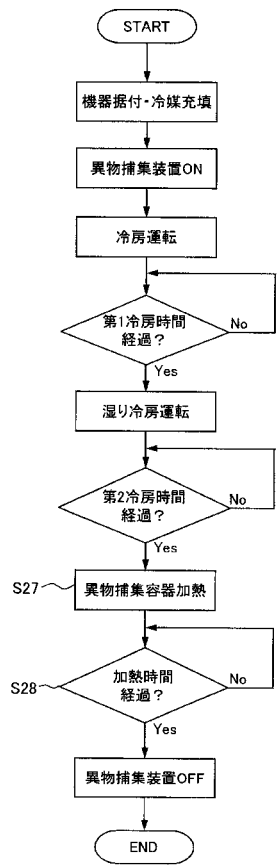 START
機器据付・冷媒充填
異物捕集装置ON
冷房運転
第1冷房時間
経過？
No
Yes
湿り冷房運転
第2冷房時間
経過？
No
Yes
S27
異物捕集容器加熱
加熱時間
経過？
S28
No
Yes
異物捕集装置OFF
END